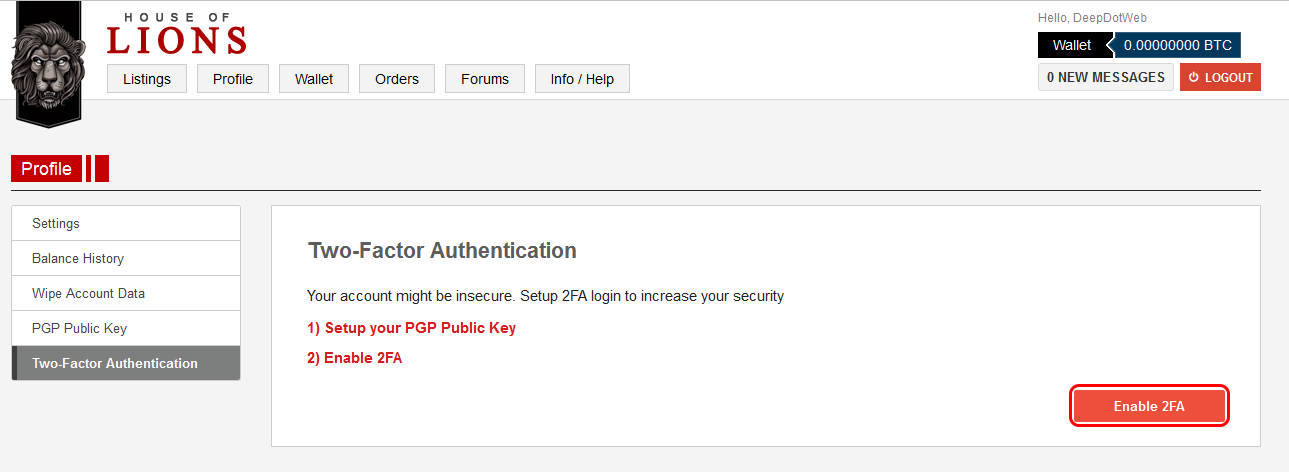 HOUSE OF
LIONS
Hello, DeepDotWeb
Wallet 0.00000000 BTC
Listings Profile Wallet Orders Forums Info / Help
0 NEW MESSAGES LOGOUT
Profile
Settings
Balance History
Wipe Account Data
PGP Public Key
Two-Factor Authentication
Two-Factor Authentication
Your account might be insecure. Setup 2FA login to increase your security
1) Setup your PGP Public Key
2) Enable 2FA
Enable 2FA